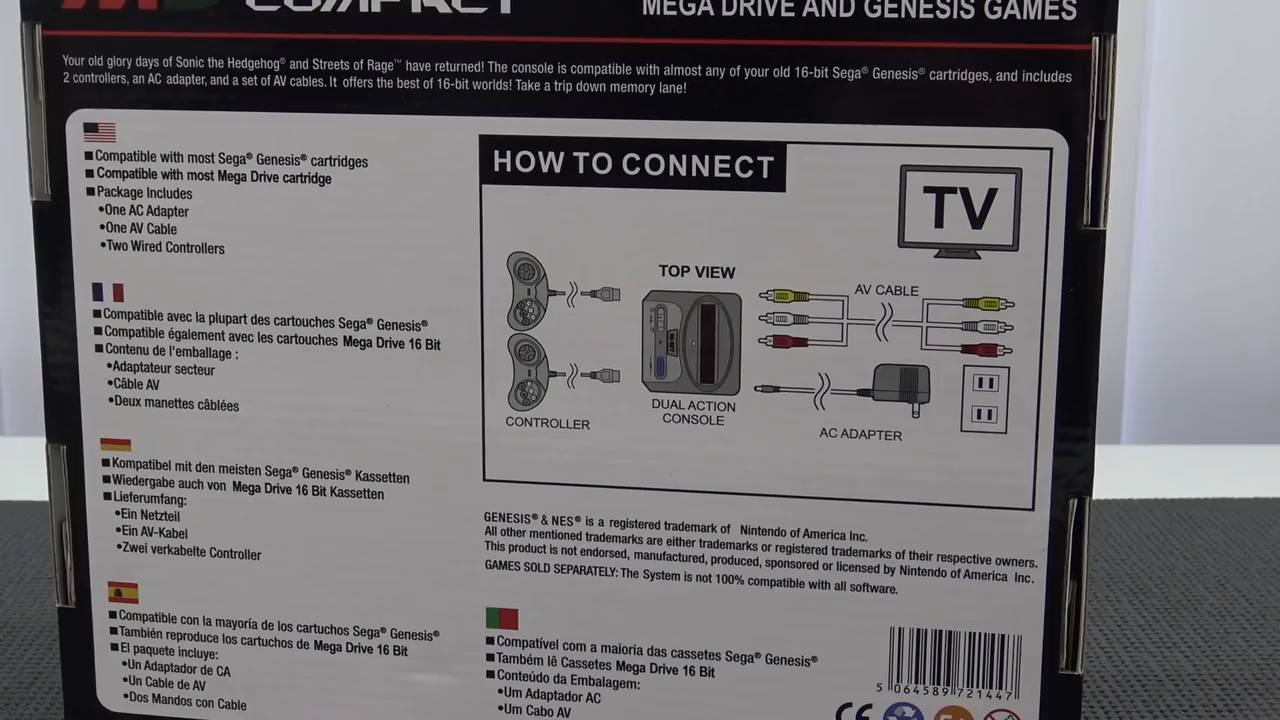 COMPACT
MEGA DRIVE AND GENESIS GAMES
Your old glory days of Sonic the Hedgehog® and Streets of Rage™ have returned! The console is compatible with almost any of your old 16-bit Sega® Genesis® cartridges, and includes
2 controllers, an AC adapter, and a set of AV cables. It offers the best of 16-bit worlds! Take a trip down memory lane!
■Compatible with most Sega® Genesis® cartridges
■Compatible with most Mega Drive cartridge
■Package Includes
•One AC Adapter
•One AV Cable
•Two Wired Controllers
■Compatible avec la plupart des cartouches Sega® Genesis®
■Compatible également avec les cartouches Mega Drive 16 Bit
■Contenu de l'emballage :
•Adaptateur secteur
•Câble AV
•Deux manettes câblées
■Kompatibel mit den meisten Sega® Genesis® Kassetten
■Wiedergabe auch von Mega Drive 16 Bit Kassetten
■Lieferumfang:
•Ein Netzteil
•Ein AV-Kabel
•Zwei verkabelte Controller
■Compatible con la mayoría de los cartuchos Sega® Genesis®
■También reproduce los cartuchos de Mega Drive 16 Bit
■El paquete incluye:
•Un Adaptador de CA
•Un Cable de AV
•Dos Mandos con Cable
HOW TO CONNECT
TV
TOP VIEW
AV CABLE
CONTROLLER
DUAL ACTION
CONSOLE
AC ADAPTER
GENESIS® & NES® is a registered trademark of Nintendo of America Inc.
All other mentioned trademarks are either trademarks or registered trademarks of their respective owners.
This product is not endorsed, manufactured, produced, sponsored or licensed by Nintendo of America Inc.
GAMES SOLD SEPARATELY: The System is not 100% compatible with all software.
■Compatível com a maioria das cassetes Sega® Genesis®
■Também lê Cassetes Mega Drive 16 Bit
■Conteúdo da Embalagem:
•Um Adaptador AC
•Um Cabo AV
5 064589 721447
CE